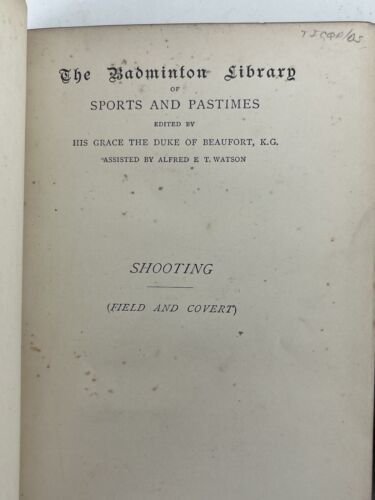 The Badminton Library
OF
SPORTS AND PASTIMES
EDITED BY
HIS GRACE THE DUKE OF BEAUFORT, K.G.
ASSISTED BY ALFRED E T. WATSON
SHOOTING
(FIELD AND COVERT)